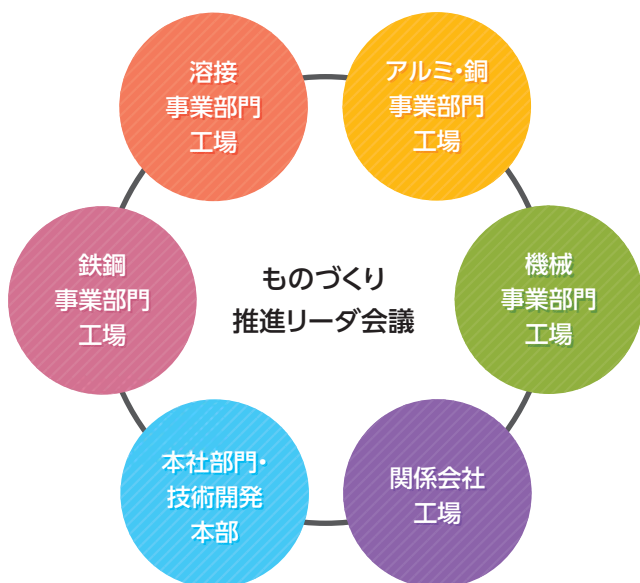 溶接
事業部門
工場
アルミ・銅
事業部門
工場
鉄鋼
事業部門
工場
ものづくり
推進リーダ会議
機械
事業部門
工場
本社部門・
技術開発
本部
関係会社
工場